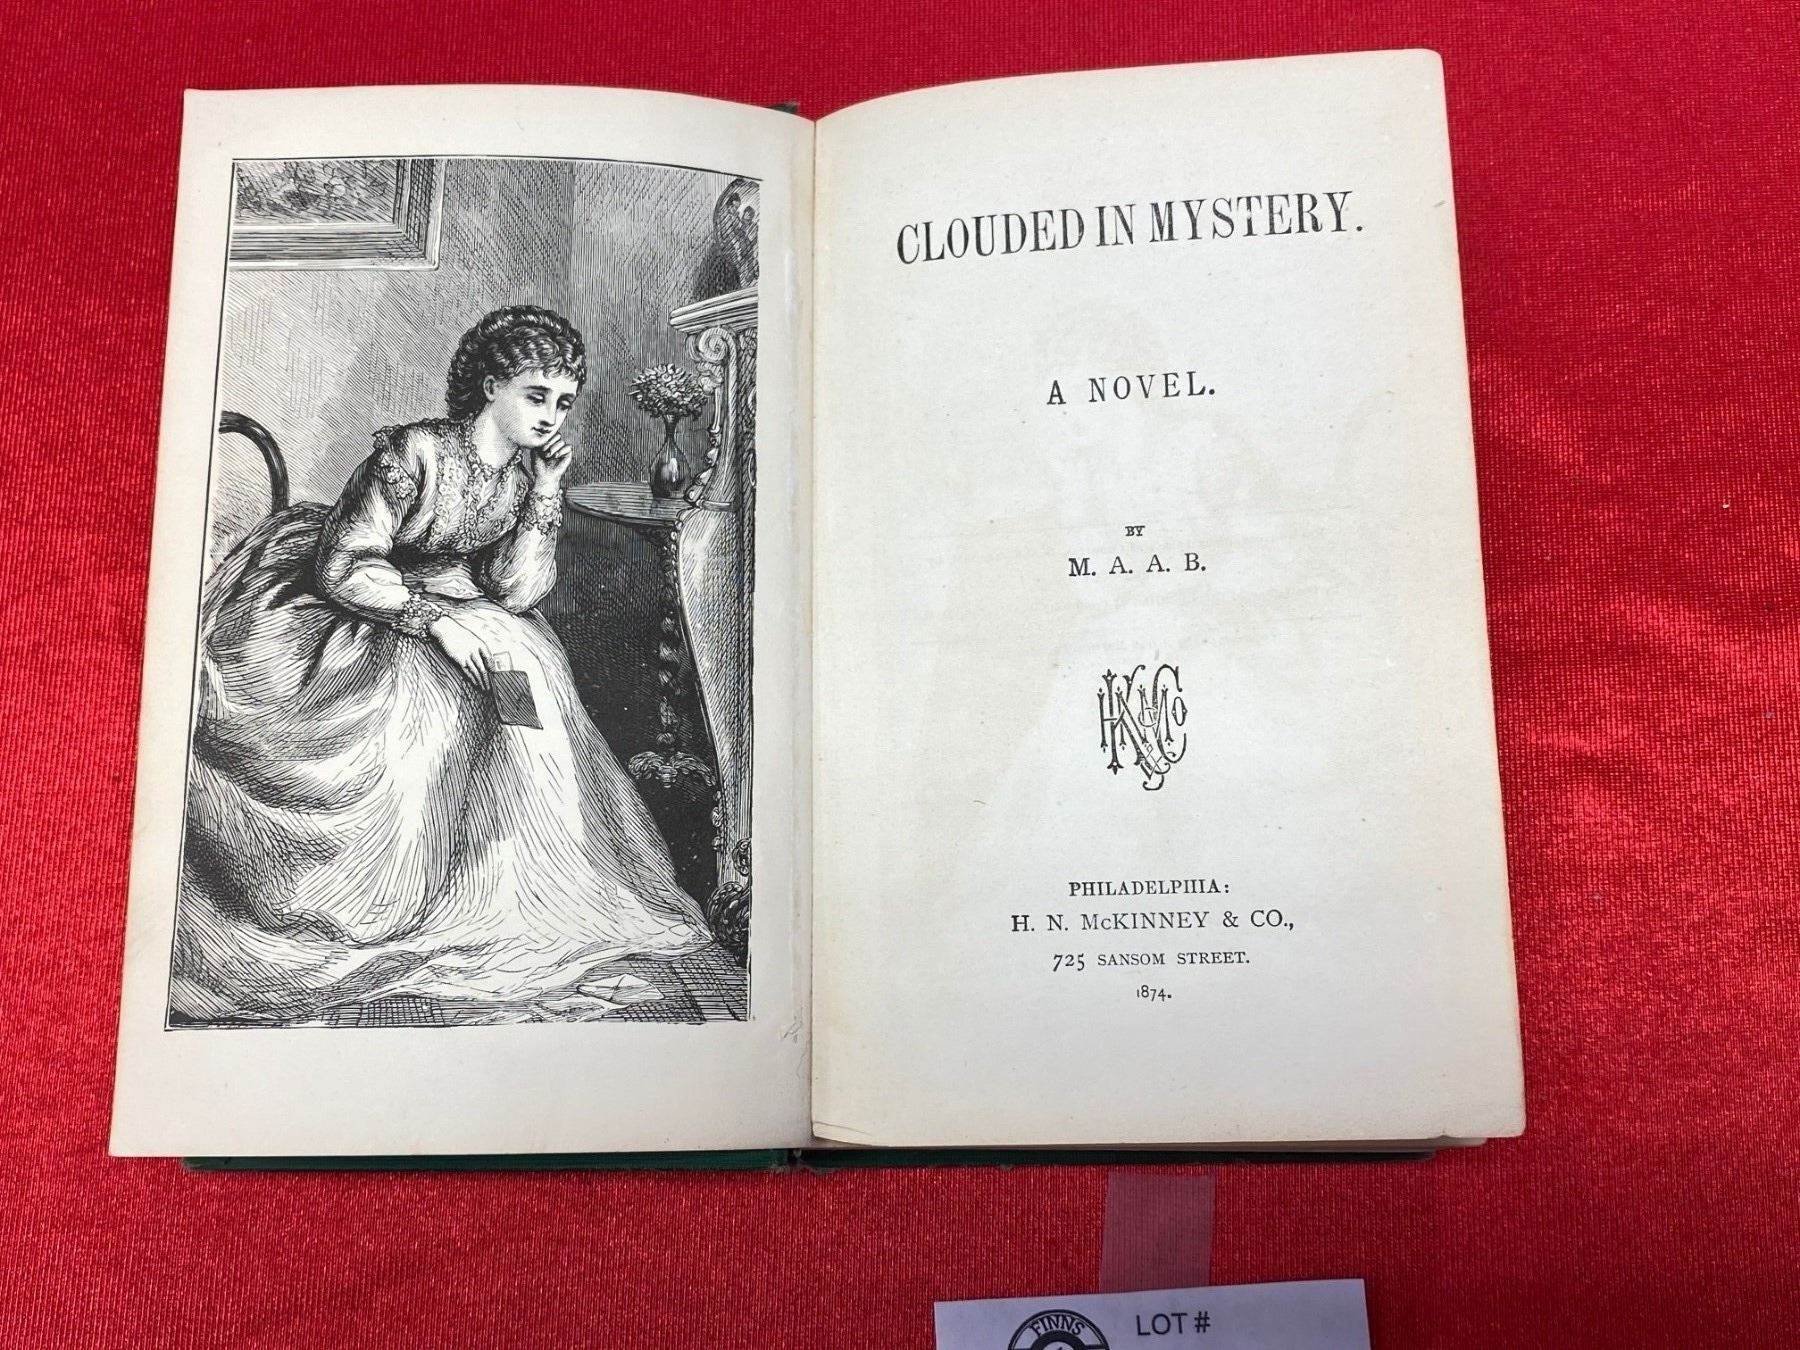 CLOUDED IN MYSTERY.
A NOVEL.
BY
M. A. A. B.
PHILADELPHIA:
H. N. McKINNEY & CO.,
725 SANSOM STREET.
1874.
FINNS
LOT #